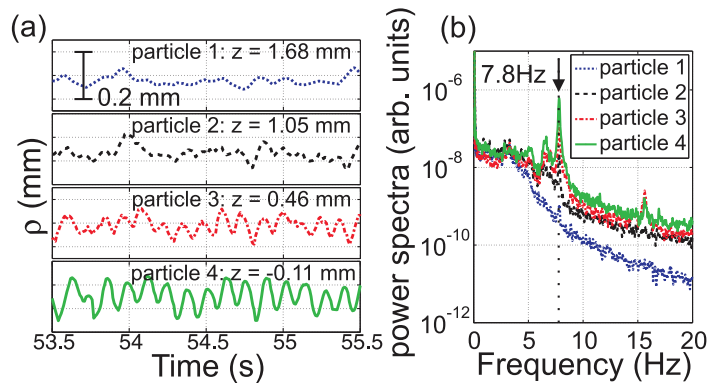 (a)
particle 1: z = 1.68 mm
0.2 mm
particle 2: z = 1.05 mm
particle 3: z = 0.46 mm
particle 4: z = -0.11 mm
ρ (mm)
53.5 54 54.5 55 55.5
Time (s)
(b)
7.8Hz
particle 1
particle 2
particle 3
particle 4
power spectra (arb. units)
10^-6
10^-8
10^-10
10^-12
0 5 10 15 20
Frequency (Hz)